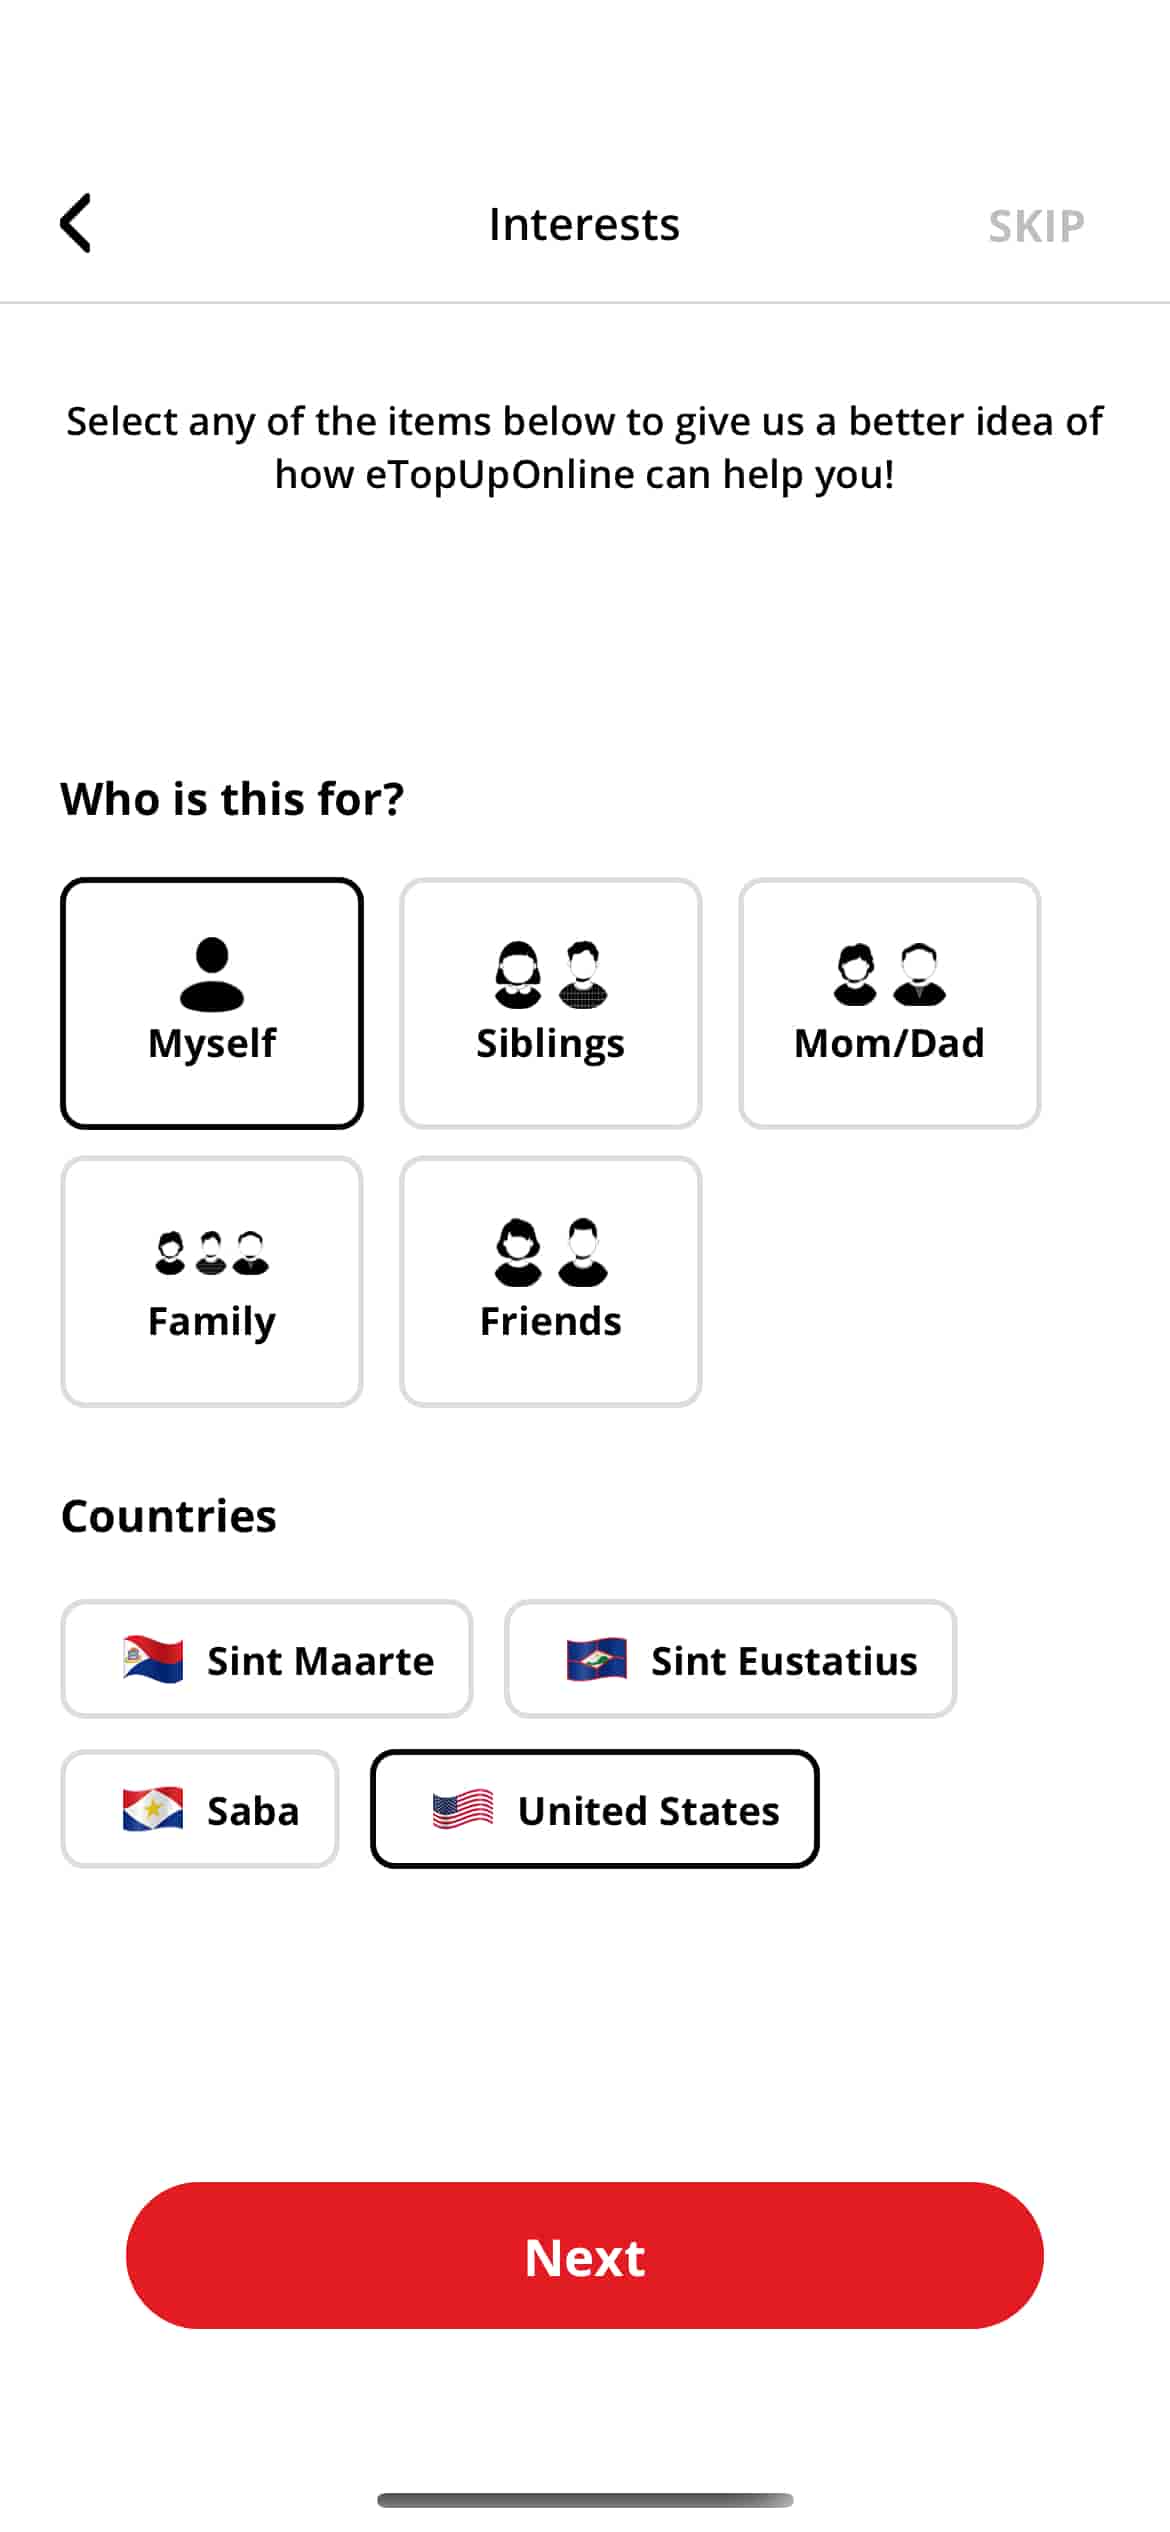 Interests
SKIP
Select any of the items below to give us a better idea of
how eTopUpOnline can help you!
Who is this for?
Myself
Siblings
Mom/Dad
Family
Friends
Countries
Sint Maarte
Sint Eustatius
Saba
United States
Next